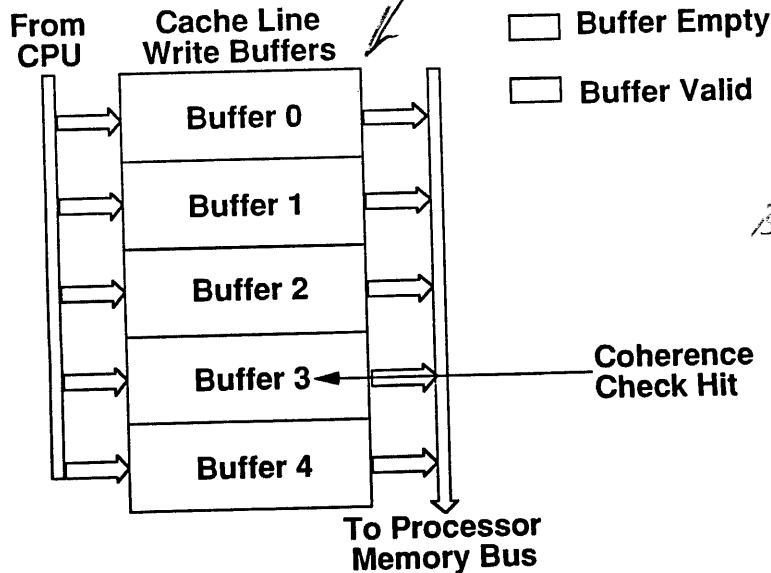 From
CPU
Cache Line
Write Buffers
Buffer Empty
Buffer Valid
Buffer 0
Buffer 1
Buffer 2
Buffer 3
Buffer 4
Coherence
Check Hit
To Processor
Memory Bus